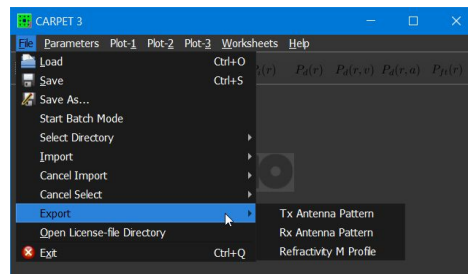 CARPET 3
File Parameters Plot-1 Plot-2 Plot-3 Worksheets Help
Load Ctrl+O
Save Ctrl+S
Save As...
Start Batch Mode
Select Directory
Import
Cancel Import
Cancel Select
Export
Tx Antenna Pattern
Open License-file Directory
Rx Antenna Pattern
Exit Ctrl+Q
Refractivity M Profile